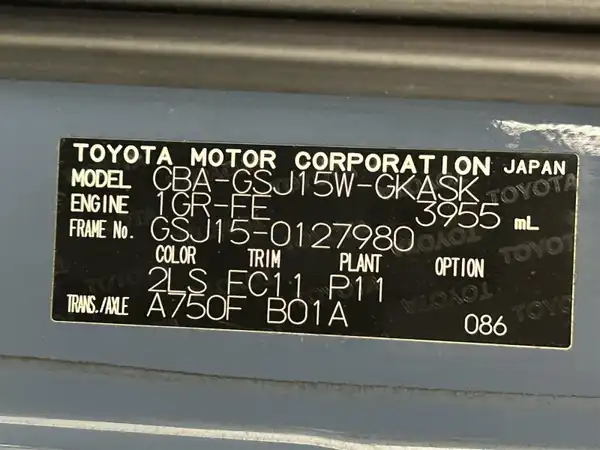 TOYOTA MOTOR CORPORATION JAPAN
MODEL CBA-GSJ15W-GKASK
ENGINE 1GR-FE 3955 mL
FRAME No. GSJ15-0127980
COLOR TRIM PLANT OPTION
2LS FC11 P11
TRANS./AXLE A750F B01A
086